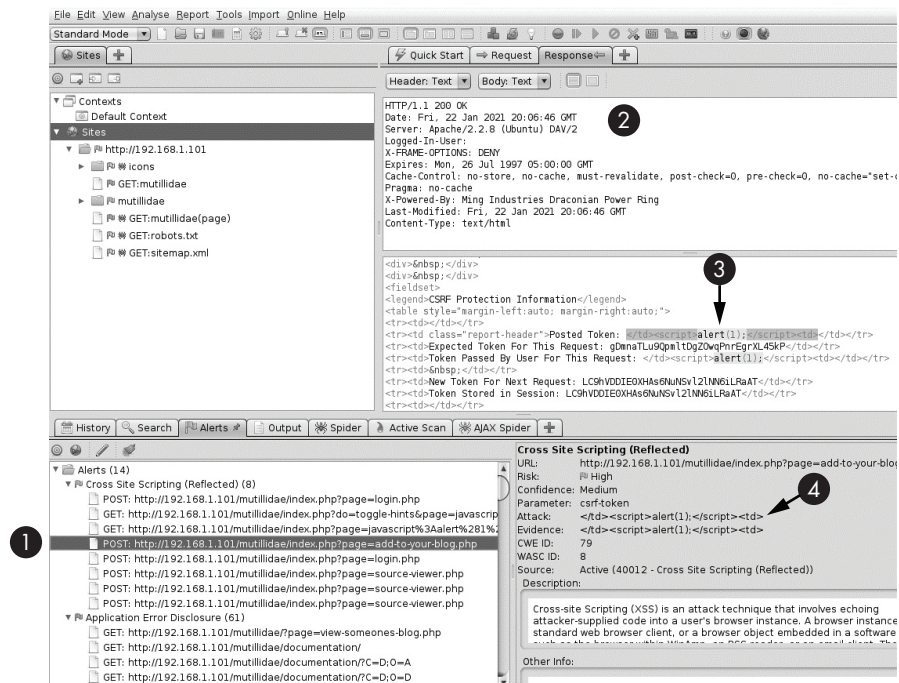 File Edit View Analyse Report Tools Import Online Help
Standard Mode
Sites
Quick Start
Request
Response
Header: Text
Body: Text
Contexts
Default Context
Sites
http://192.168.1.101
icons
GET:mutillidae
mutillidae
GET:mutillidae(page)
GET:robots.txt
GET:sitemap.xml
HTTP/1.1 200 OK
Date: Fri, 22 Jan 2021 20:06:46 GMT
Server: Apache/2.2.8 (Ubuntu) DAV/2
Logged-In-User:
X-FRAME-OPTIONS: DENY
Expires: Mon, 26 Jul 1997 05:00:00 GMT
Cache-Control: no-store, no-cache, must-revalidate, post-check=0, pre-check=0, no-cache="set-c
Pragma: no-cache
X-Powered-By: Ming Industries Draconian Power Ring
Last-Modified: Fri, 22 Jan 2021 20:06:46 GMT
Content-Type: text/html
2
3
<div>&nbsp;</div>
<div>&nbsp;</div>
<fieldset>
<legend>CSRF Protection Information</legend>
<table style="margin-left:auto; margin-right:auto;">
<tr><td></td></tr>
<tr><td class="report-header">Posted Token: </td><script>alert(1);</script><td></td></tr>
<tr><td>Expected Token For This Request: gDmnaTLu9QpmltDgZOwqPnrEgrXL45kP</td></tr>
<tr><td>Token Passed By User For This Request: </td><script>alert(1);</script><td></td></tr>
<tr><td>&nbsp;</td></tr>
<tr><td>New Token For Next Request: LC9hVDDIE0XHAs6NuNSvl2lNN6iLRaAT</td></tr>
<tr><td>Token Stored in Session: LC9hVDDIE0XHAs6NuNSvl2lNN6iLRaAT</td></tr>
<tr><td></td></tr>
History
Search
Alerts
Output
Spider
Active Scan
AJAX Spider
Alerts (14)
Cross Site Scripting (Reflected) (8)
POST: http://192.168.1.101/mutillidae/index.php?page=login.php
GET: http://192.168.1.101/mutillidae/index.php?do=toggle-hints&page=javascrip
GET: http://192.168.1.101/mutillidae/index.php?page=javascript%3Aalert%281%2
POST: http://192.168.1.101/mutillidae/index.php?page=add-to-your-blog.php
POST: http://192.168.1.101/mutillidae/index.php?page=login.php
POST: http://192.168.1.101/mutillidae/index.php?page=source-viewer.php
POST: http://192.168.1.101/mutillidae/index.php?page=source-viewer.php
POST: http://192.168.1.101/mutillidae/index.php?page=source-viewer.php
Application Error Disclosure (61)
GET: http://192.168.1.101/mutillidae/?page=view-someones-blog.php
GET: http://192.168.1.101/mutillidae/documentation/
GET: http://192.168.1.101/mutillidae/documentation/?C=D;O=A
GET: http://192.168.1.101/mutillidae/documentation/?C=D;O=D
1
Cross Site Scripting (Reflected)
URL: http://192.168.1.101/mutillidae/index.php?page=add-to-your-blog
Risk: High
Confidence: Medium
Parameter: csrf-token
Attack: </td><script>alert(1);</script><td>
Evidence: </td><script>alert(1);</script><td>
CWE ID: 79
WASC ID: 8
Source: Active (40012 - Cross Site Scripting (Reflected))
4
Description:
Cross-site Scripting (XSS) is an attack technique that involves echoing
attacker-supplied code into a user's browser instance. A browser instance
standard web browser client, or a browser object embedded in a software
such as the browser within WinAmp, an RSS reader, or an email client. The
Other Info: